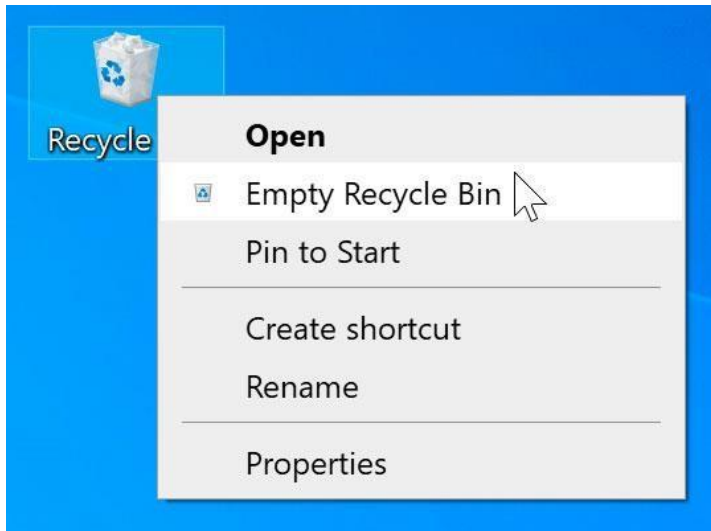 Recycle
Open
Empty Recycle Bin
Pin to Start
Create shortcut
Rename
Properties